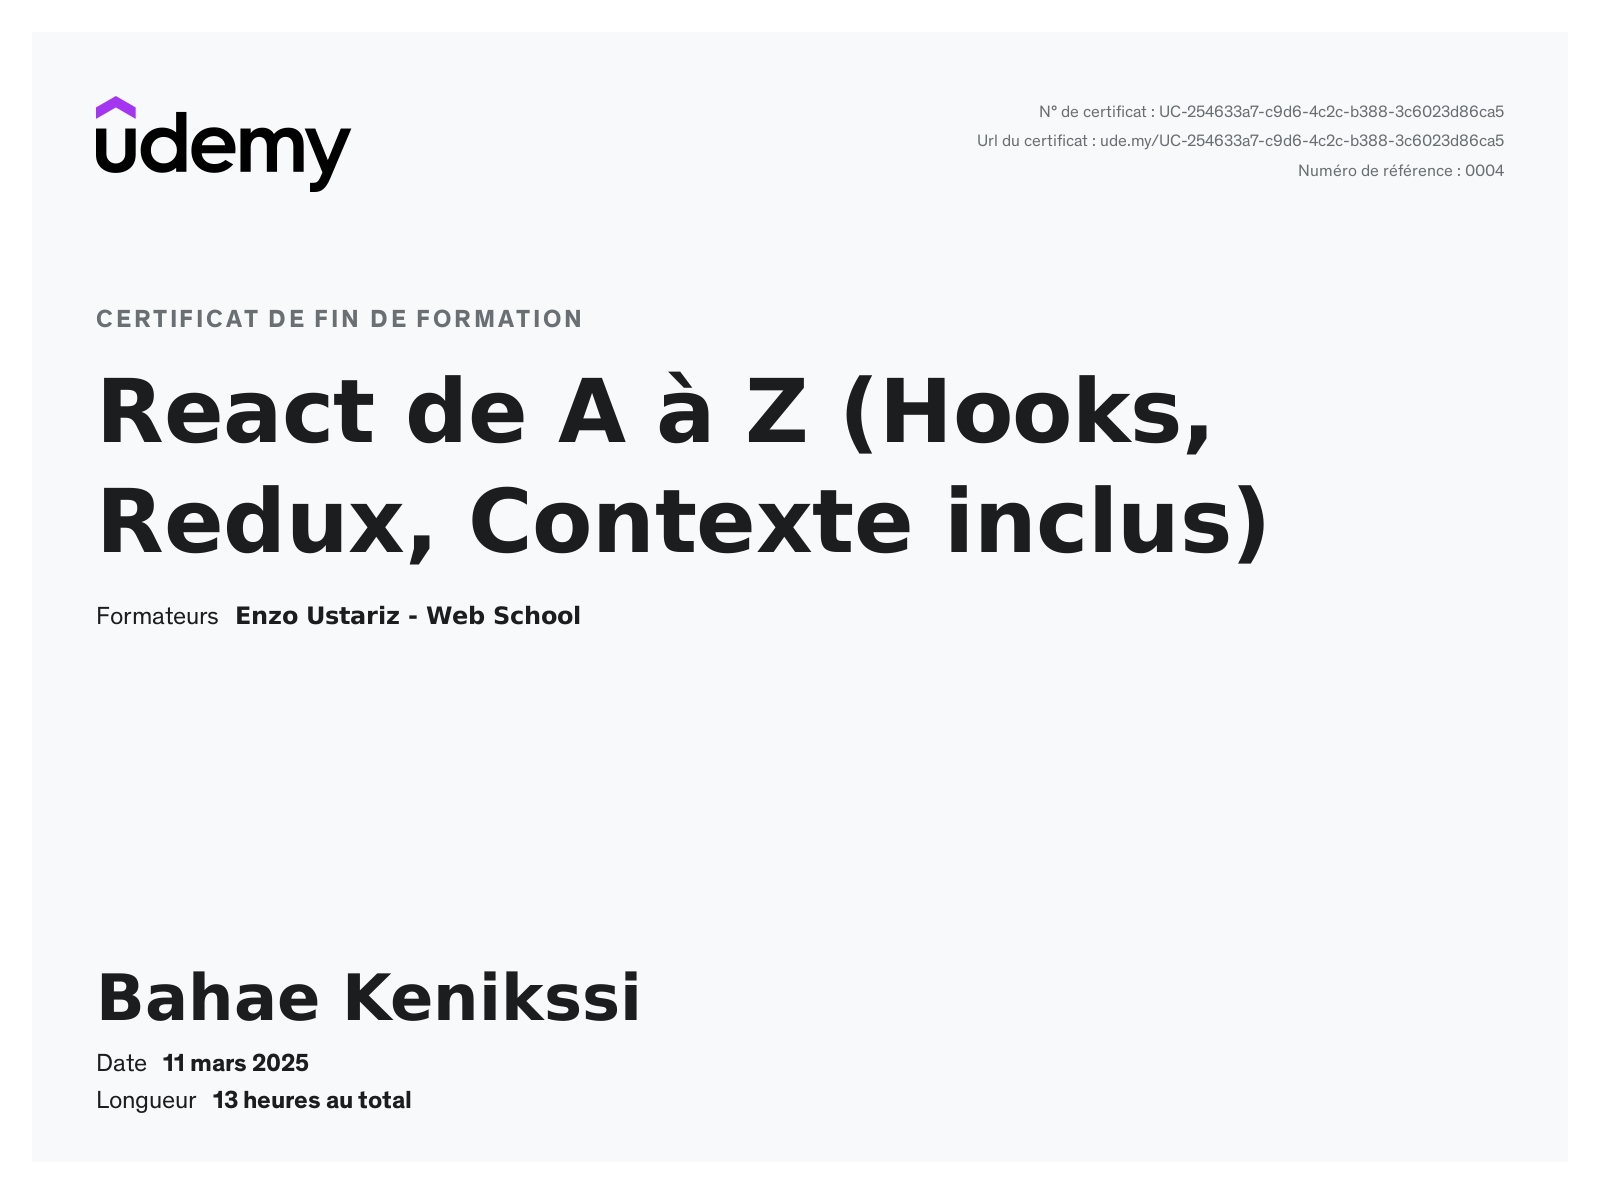 udemy
N° de certificat : UC-254633a7-c9d6-4c2c-b388-3c6023d86ca5
Url du certificat : ude.my/UC-254633a7-c9d6-4c2c-b388-3c6023d86ca5
Numéro de référence : 0004
CERTIFICAT DE FIN DE FORMATION
React de A à Z (Hooks,
Redux, Contexte inclus)
Formateurs Enzo Ustariz - Web School
Bahae Kenikssi
Date 11 mars 2025
Longueur 13 heures au total